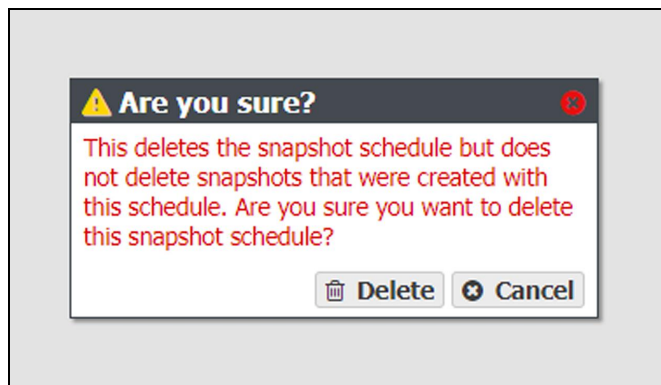 Are you sure?
This deletes the snapshot schedule but does
not delete snapshots that were created with
this schedule. Are you sure you want to delete
this snapshot schedule?
Delete Cancel